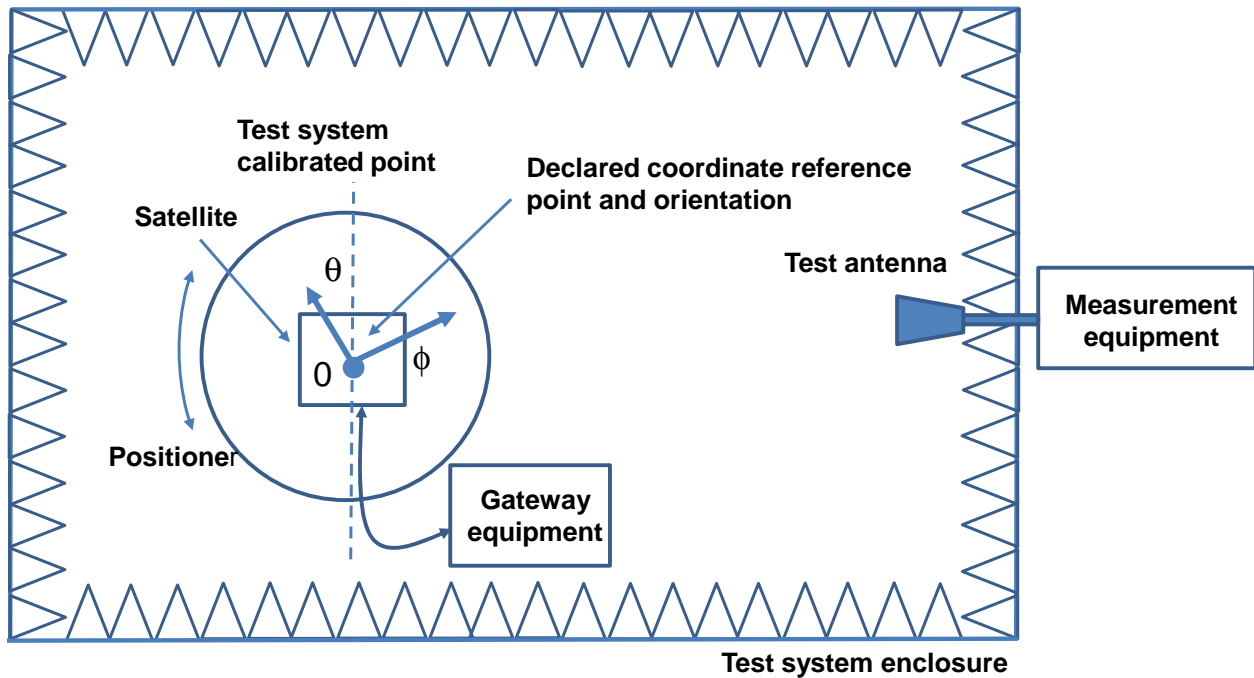 Test system
calibrated point
Declared coordinate reference
point and orientation
Satellite
θ
Test antenna
Measurement
equipment
0
ϕ
Positioner
Gateway
equipment
Test system enclosure